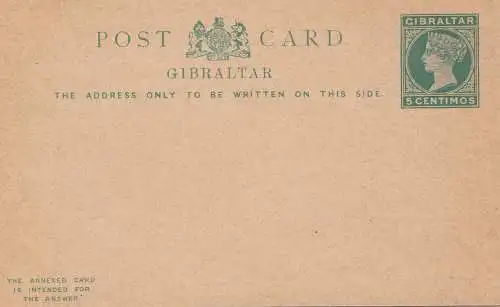 POST CARD
GIBRALTAR
THE ADDRESS ONLY TO BE WRITTEN ON THIS SIDE.
GIBRALTAR
5 CENTIMOS
THE ANNEXED CARD
IS INTENDED FOR
THE ANSWER